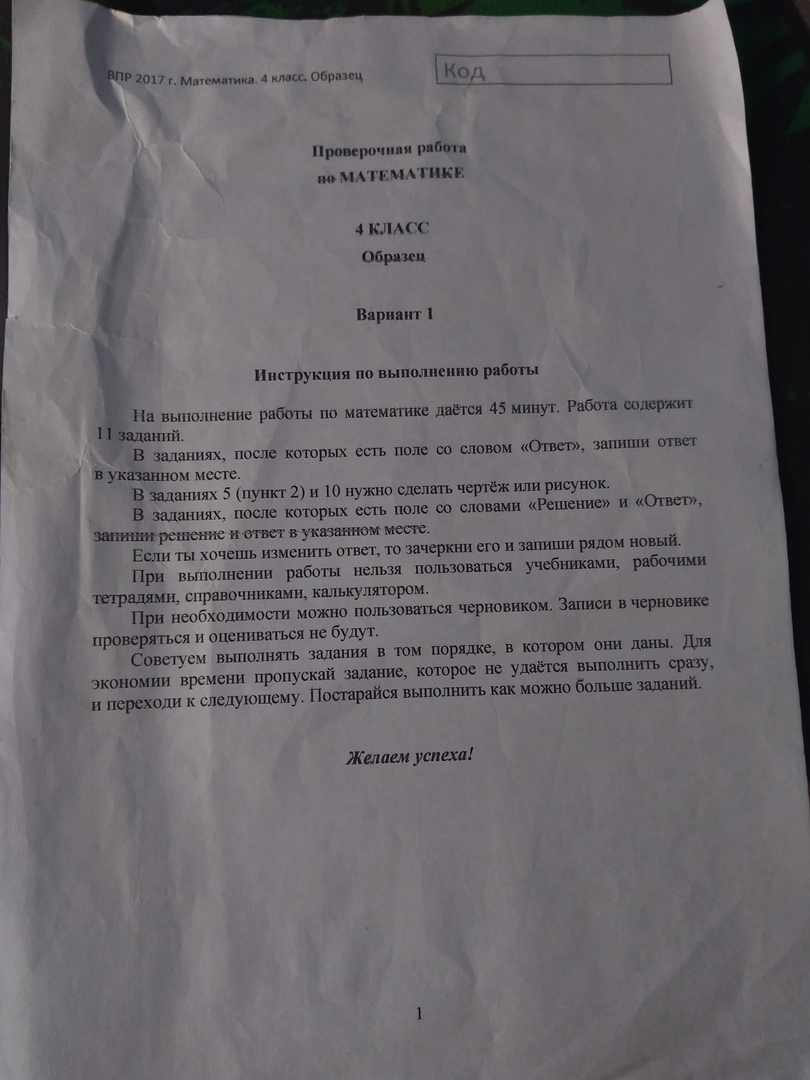 ВПР 2017 г. Математика. 4 класс. Образец
Код
Проверочная работа
по МАТЕМАТИКЕ
4 КЛАСС
Образец
Вариант 1
Инструкция по выполнению работы
На выполнение работы по математике даётся 45 минут. Работа содержит
11 заданий.
В заданиях, после которых есть поле со словом «Ответ», запиши ответ
в указанном месте.
В заданиях 5 (пункт 2) и 10 нужно сделать чертёж или рисунок.
В заданиях, после которых есть поле со словами «Решение» и «Ответ»,
запиши решение и ответ в указанном месте.
Если ты хочешь изменить ответ, то зачеркни его и запиши рядом новый.
При выполнении работы нельзя пользоваться учебниками, рабочими
тетрадями, справочниками, калькулятором.
При необходимости можно пользоваться черновиком. Записи в черновике
проверяться и оцениваться не будут.
Советуем выполнять задания в том порядке, в котором они даны. Для
экономии времени пропускай задание, которое не удаётся выполнить сразу,
и переходи к следующему. Постарайся выполнить как можно больше заданий.
Желаем успеха!
1